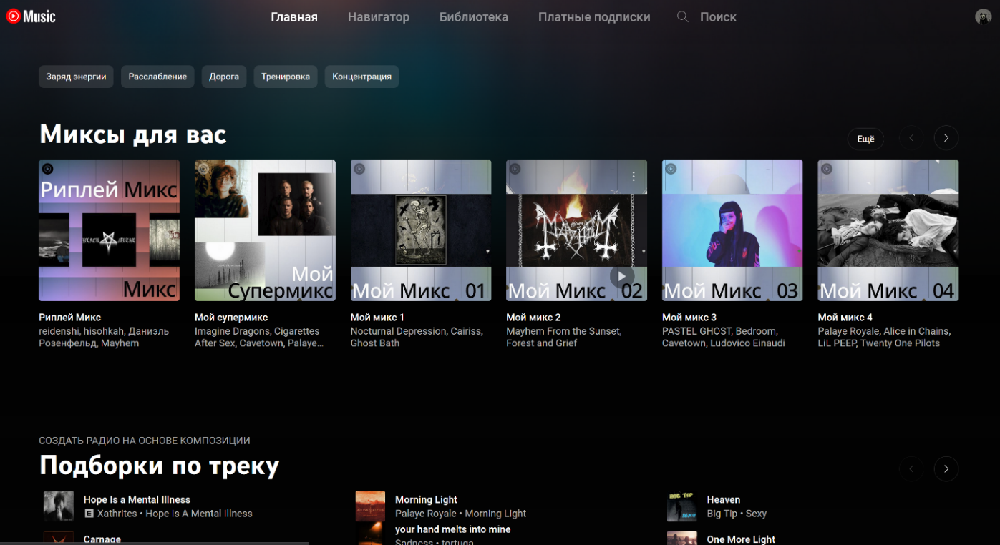 Music
Главная
Навигатор
Библиотека
Платные подписки
Поиск
Заряд энергии
Расслабление
Дорога
Тренировка
Концентрация
Миксы для вас
Ещё
Риплей Микс
BLACK METAL
Микс
Мой
Супермикс
Мой Микс 01
MAYHEM
Мой Микс 02
Мой Микс 03
Мой Микс 04
Риплей Микс
reidenshi, hisohkah, Даниэль
Розенфельд, Mayhem
Мой супермикс
Imagine Dragons, Cigarettes
After Sex, Cavetown, Palaye...
Мой микс 1
Nocturnal Depression, Cairiss,
Ghost Bath
Мой микс 2
Mayhem From the Sunset,
Forest and Grief
Мой микс 3
PASTEL GHOST, Bedroom,
Cavetown, Ludovico Einaudi
Мой микс 4
Palaye Royale, Alice in Chains,
LiL PEEP, Twenty One Pilots
СОЗДАТЬ РАДИО НА ОСНОВЕ КОМПОЗИЦИИ
Подборки по треку
Hope Is a Mental Illness
E Xathrites • Hope Is A Mental Illness
Carnage
Morning Light
Palaye Royale • Morning Light
your hand melts into mine
Sadness • tortuga
BIG TIP
SEXY
Heaven
Big Tip • Sexy
One More Light